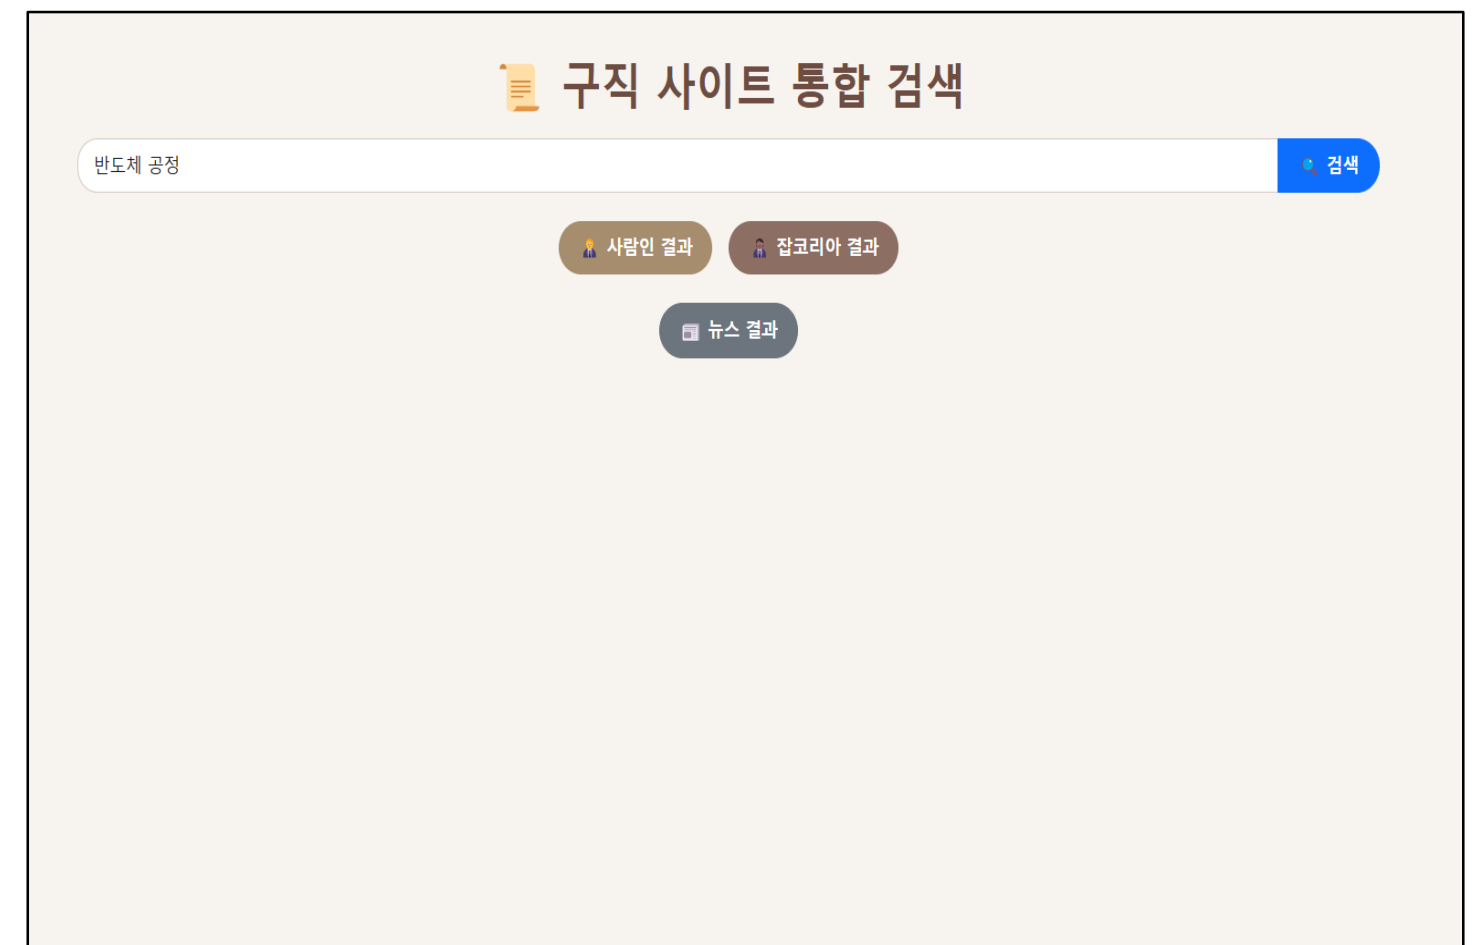 📜 구직 사이트 통합 검색
반도체 공정
🔍 검색
사람인 결과
잡코리아 결과
📰 뉴스 결과